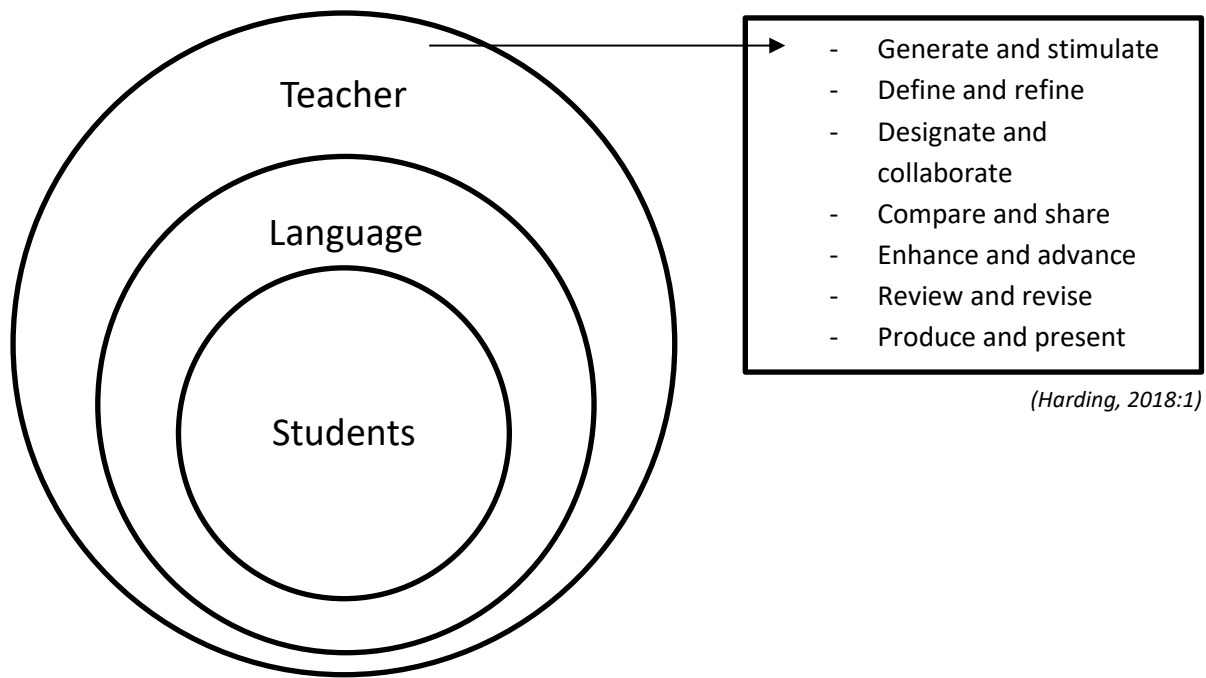 Teacher
Language
Students
- Generate and stimulate
- Define and refine
- Designate and
collaborate
- Compare and share
- Enhance and advance
- Review and revise
- Produce and present
(Harding, 2018:1)